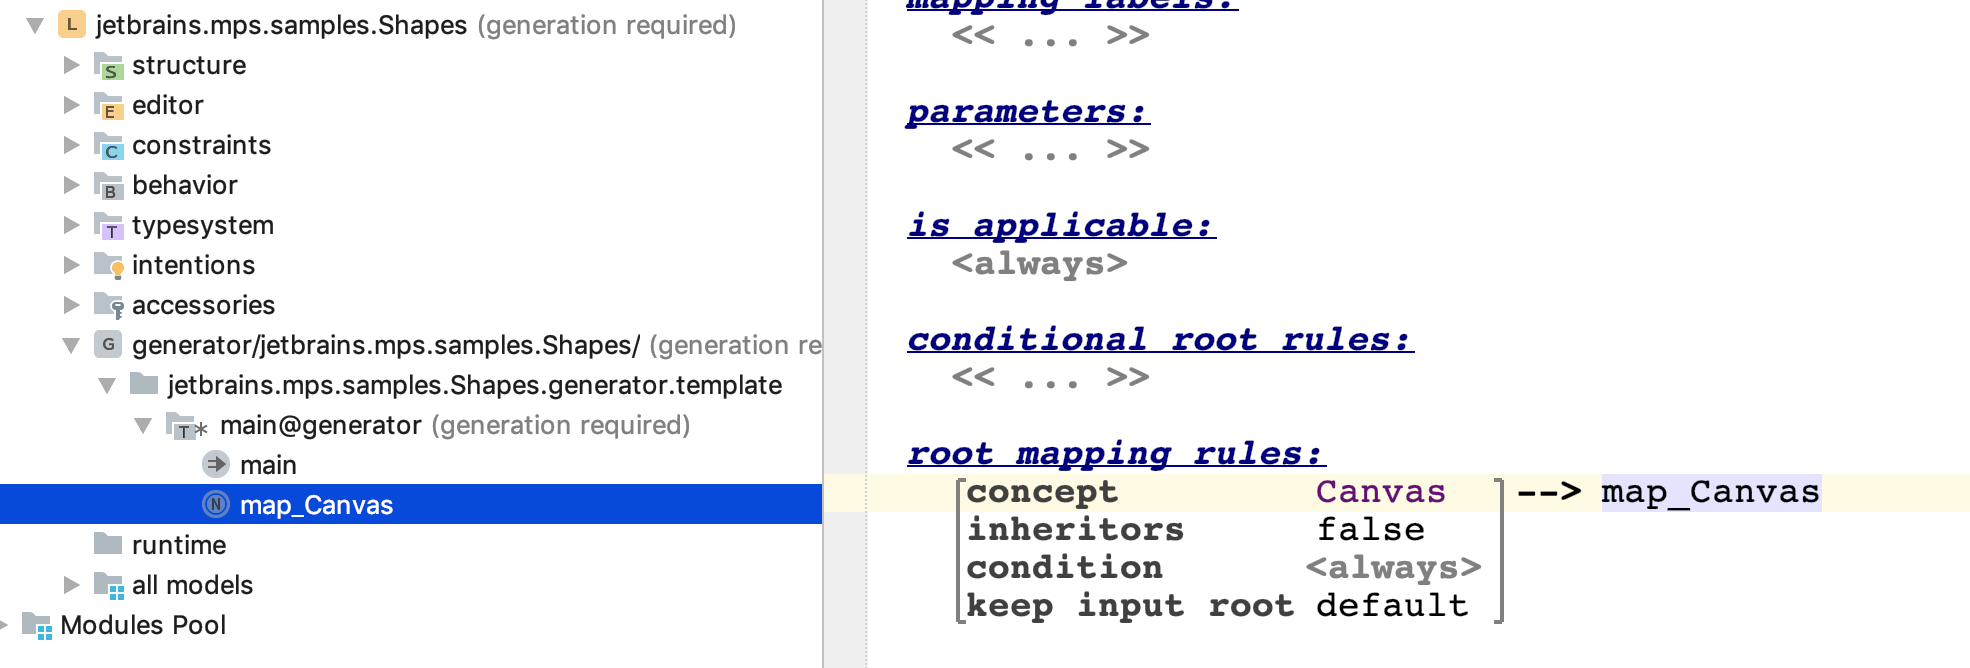 L jetbrains.mps.samples.Shapes (generation required)
S structure
E editor
C constraints
B behavior
T typesystem
intentions
accessories
G generator/jetbrains.mps.samples.Shapes/ (generation re
jetbrains.mps.samples.Shapes.generator.template
T* main@generator (generation required)
main
N map_Canvas
runtime
all models
Modules Pool
mapping labels:
<< ... >>
parameters:
<< ... >>
is applicable:
<always>
conditional root rules:
<< ... >>
root mapping rules:
concept Canvas --> map_Canvas
inheritors false
condition <always>
keep input root default